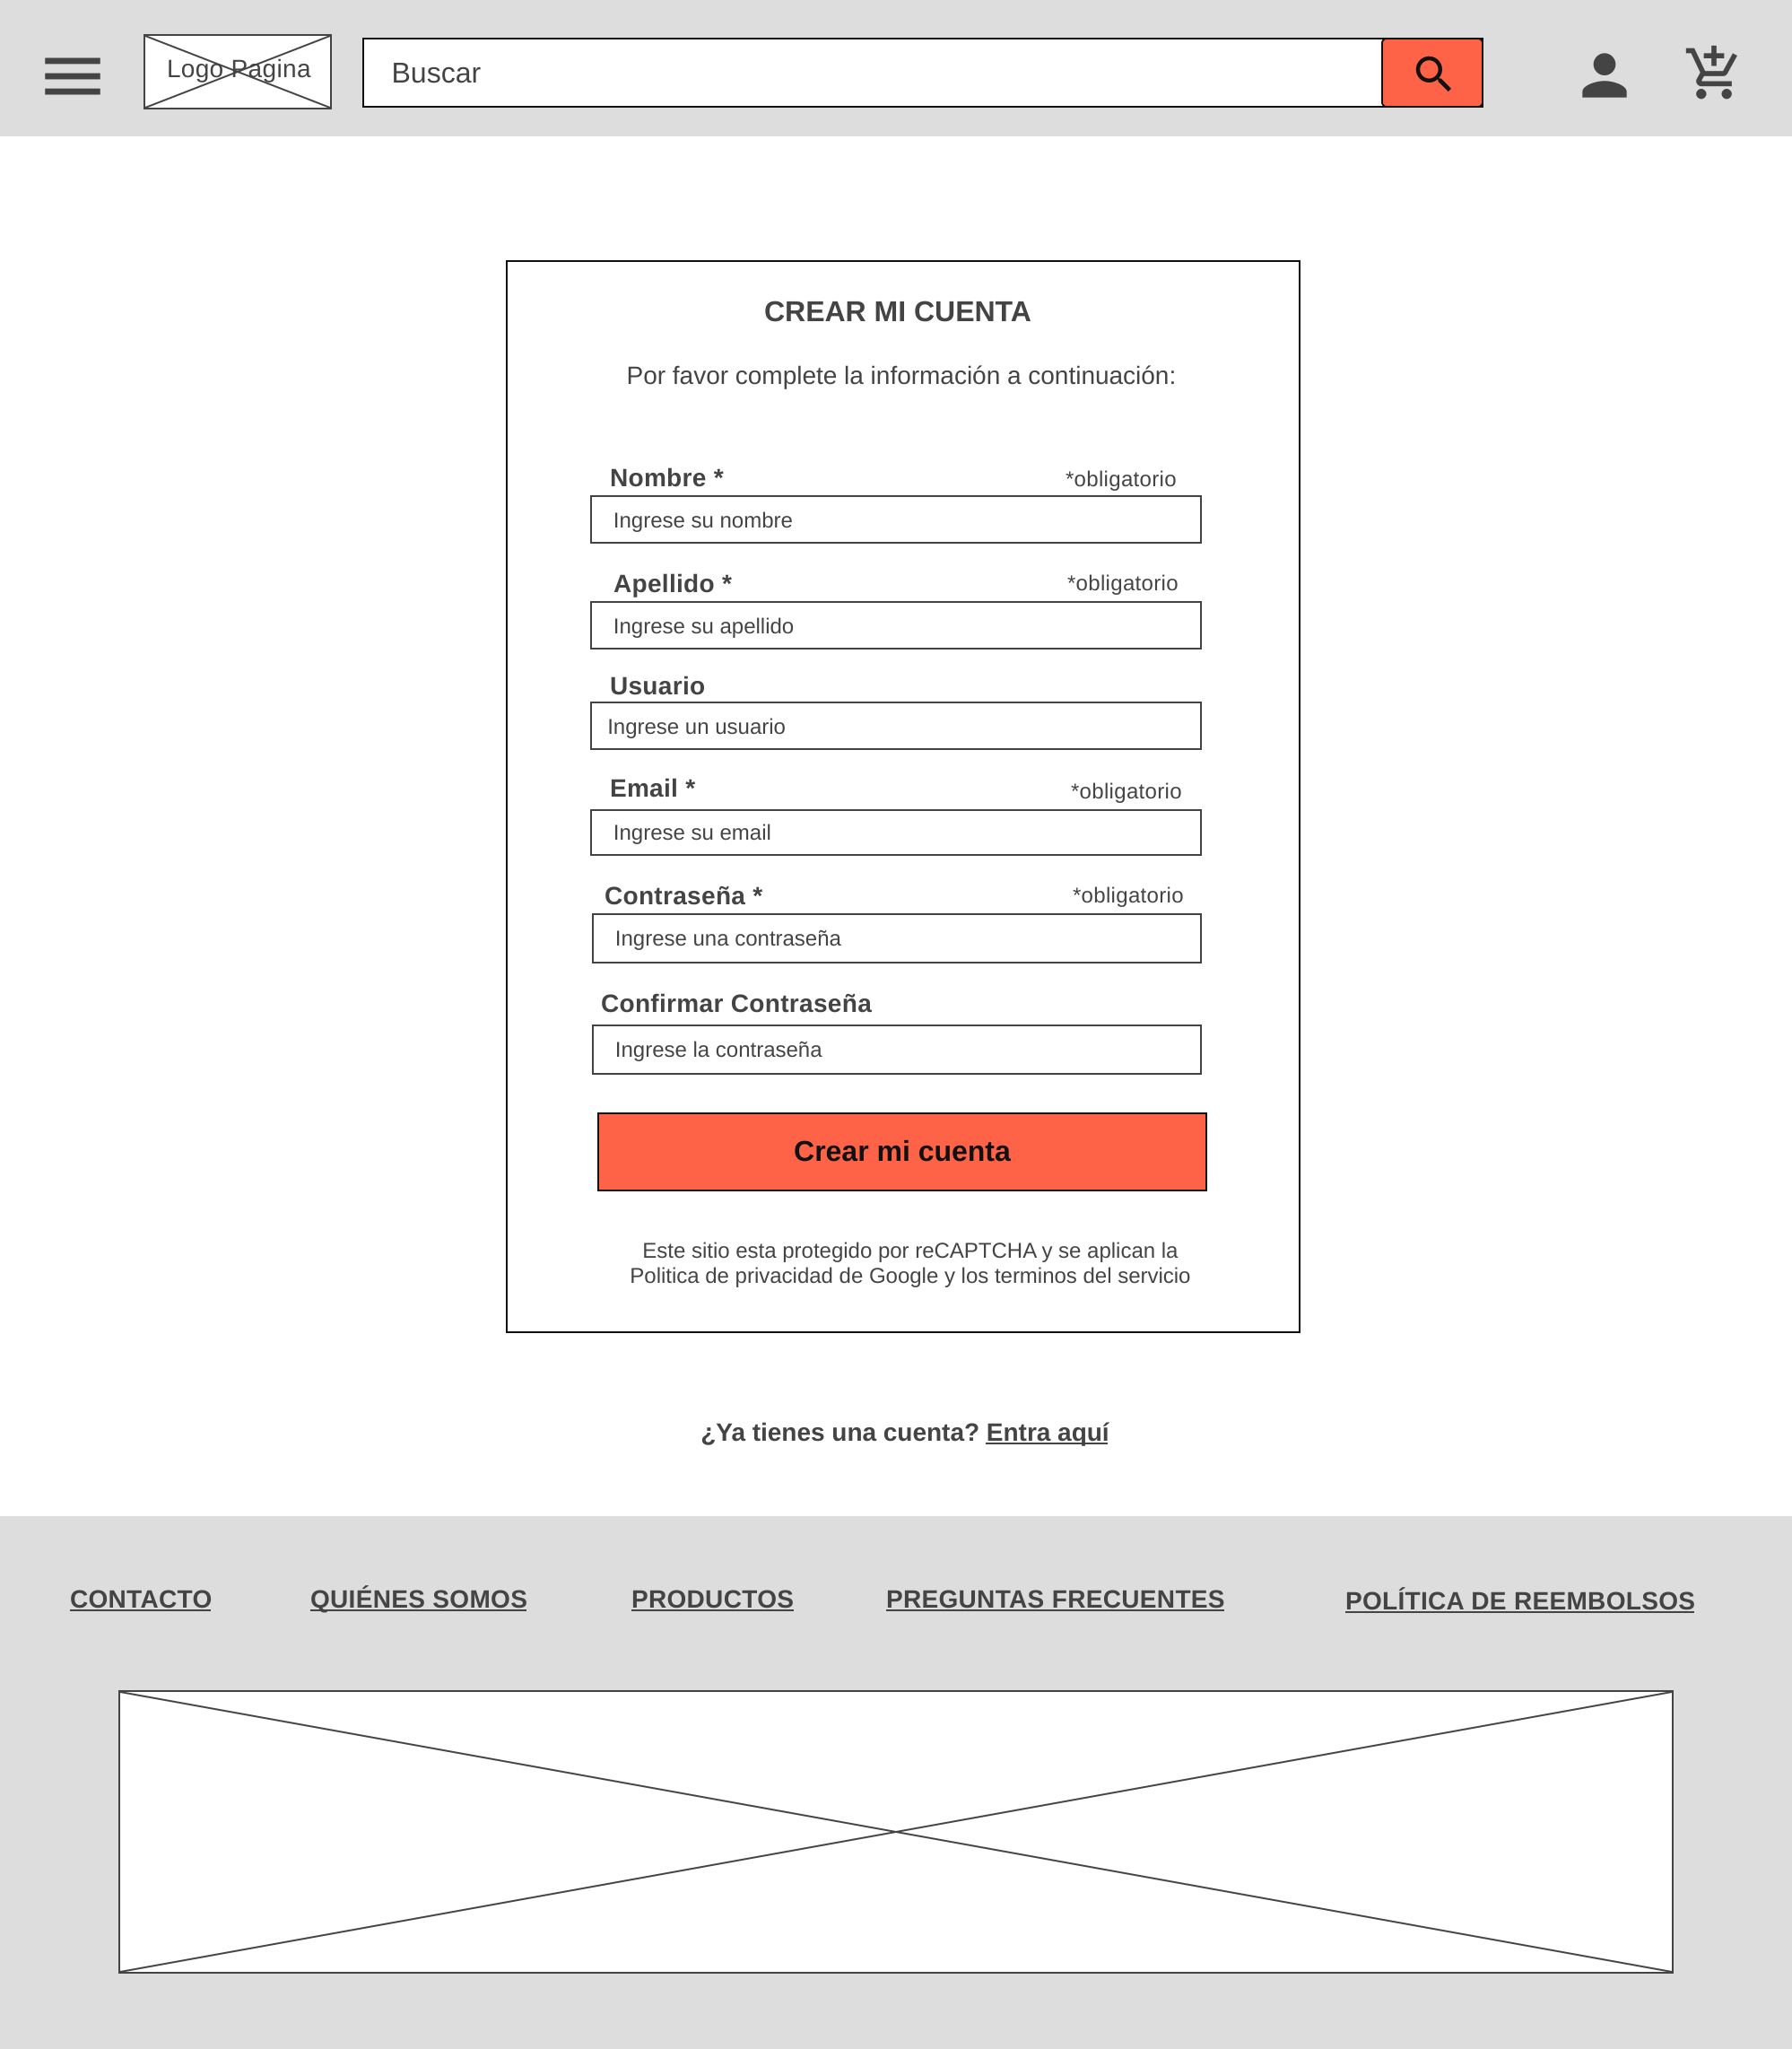 Logo Pagina
Buscar
CREAR MI CUENTA
Por favor complete la información a continuación:
Nombre * *obligatorio
Ingrese su nombre
Apellido * *obligatorio
Ingrese su apellido
Usuario
Ingrese un usuario
Email * *obligatorio
Ingrese su email
Contraseña * *obligatorio
Ingrese una contraseña
Confirmar Contraseña
Ingrese la contraseña
Crear mi cuenta
Este sitio esta protegido por reCAPTCHA y se aplican la
Politica de privacidad de Google y los terminos del servicio
¿Ya tienes una cuenta? Entra aquí
CONTACTO QUIÉNES SOMOS PRODUCTOS PREGUNTAS FRECUENTES POLÍTICA DE REEMBOLSOS